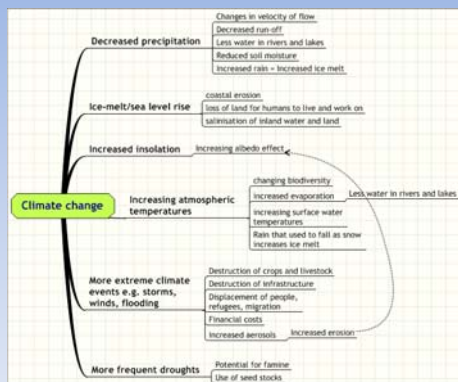 Changes in velocity of flow
Decreased precipitation
Decreased run-off
Less water in rivers and lakes
Reduced soil moisture
Increased rain = Increased ice melt
coastal erosion
Ice-melt/sea level rise
loss of land for humans to live and work on
salinisation of inland water and land
Increased insolation
Increasing albedo effect
Climate change
Increasing atmospheric
temperatures
changing biodiversity
increased evaporation
Less water in rivers and lakes
increasing surface water
temperatures
Rain that used to fall as snow
increases ice melt
More extreme climate
events e.g. storms,
winds, flooding
Destruction of crops and livestock
Destruction of infrastructure
Displacement of people,
refugees, migration
Financial costs
Increased aerosols
Increased erosion
More frequent droughts
Potential for famine
Use of seed stocks